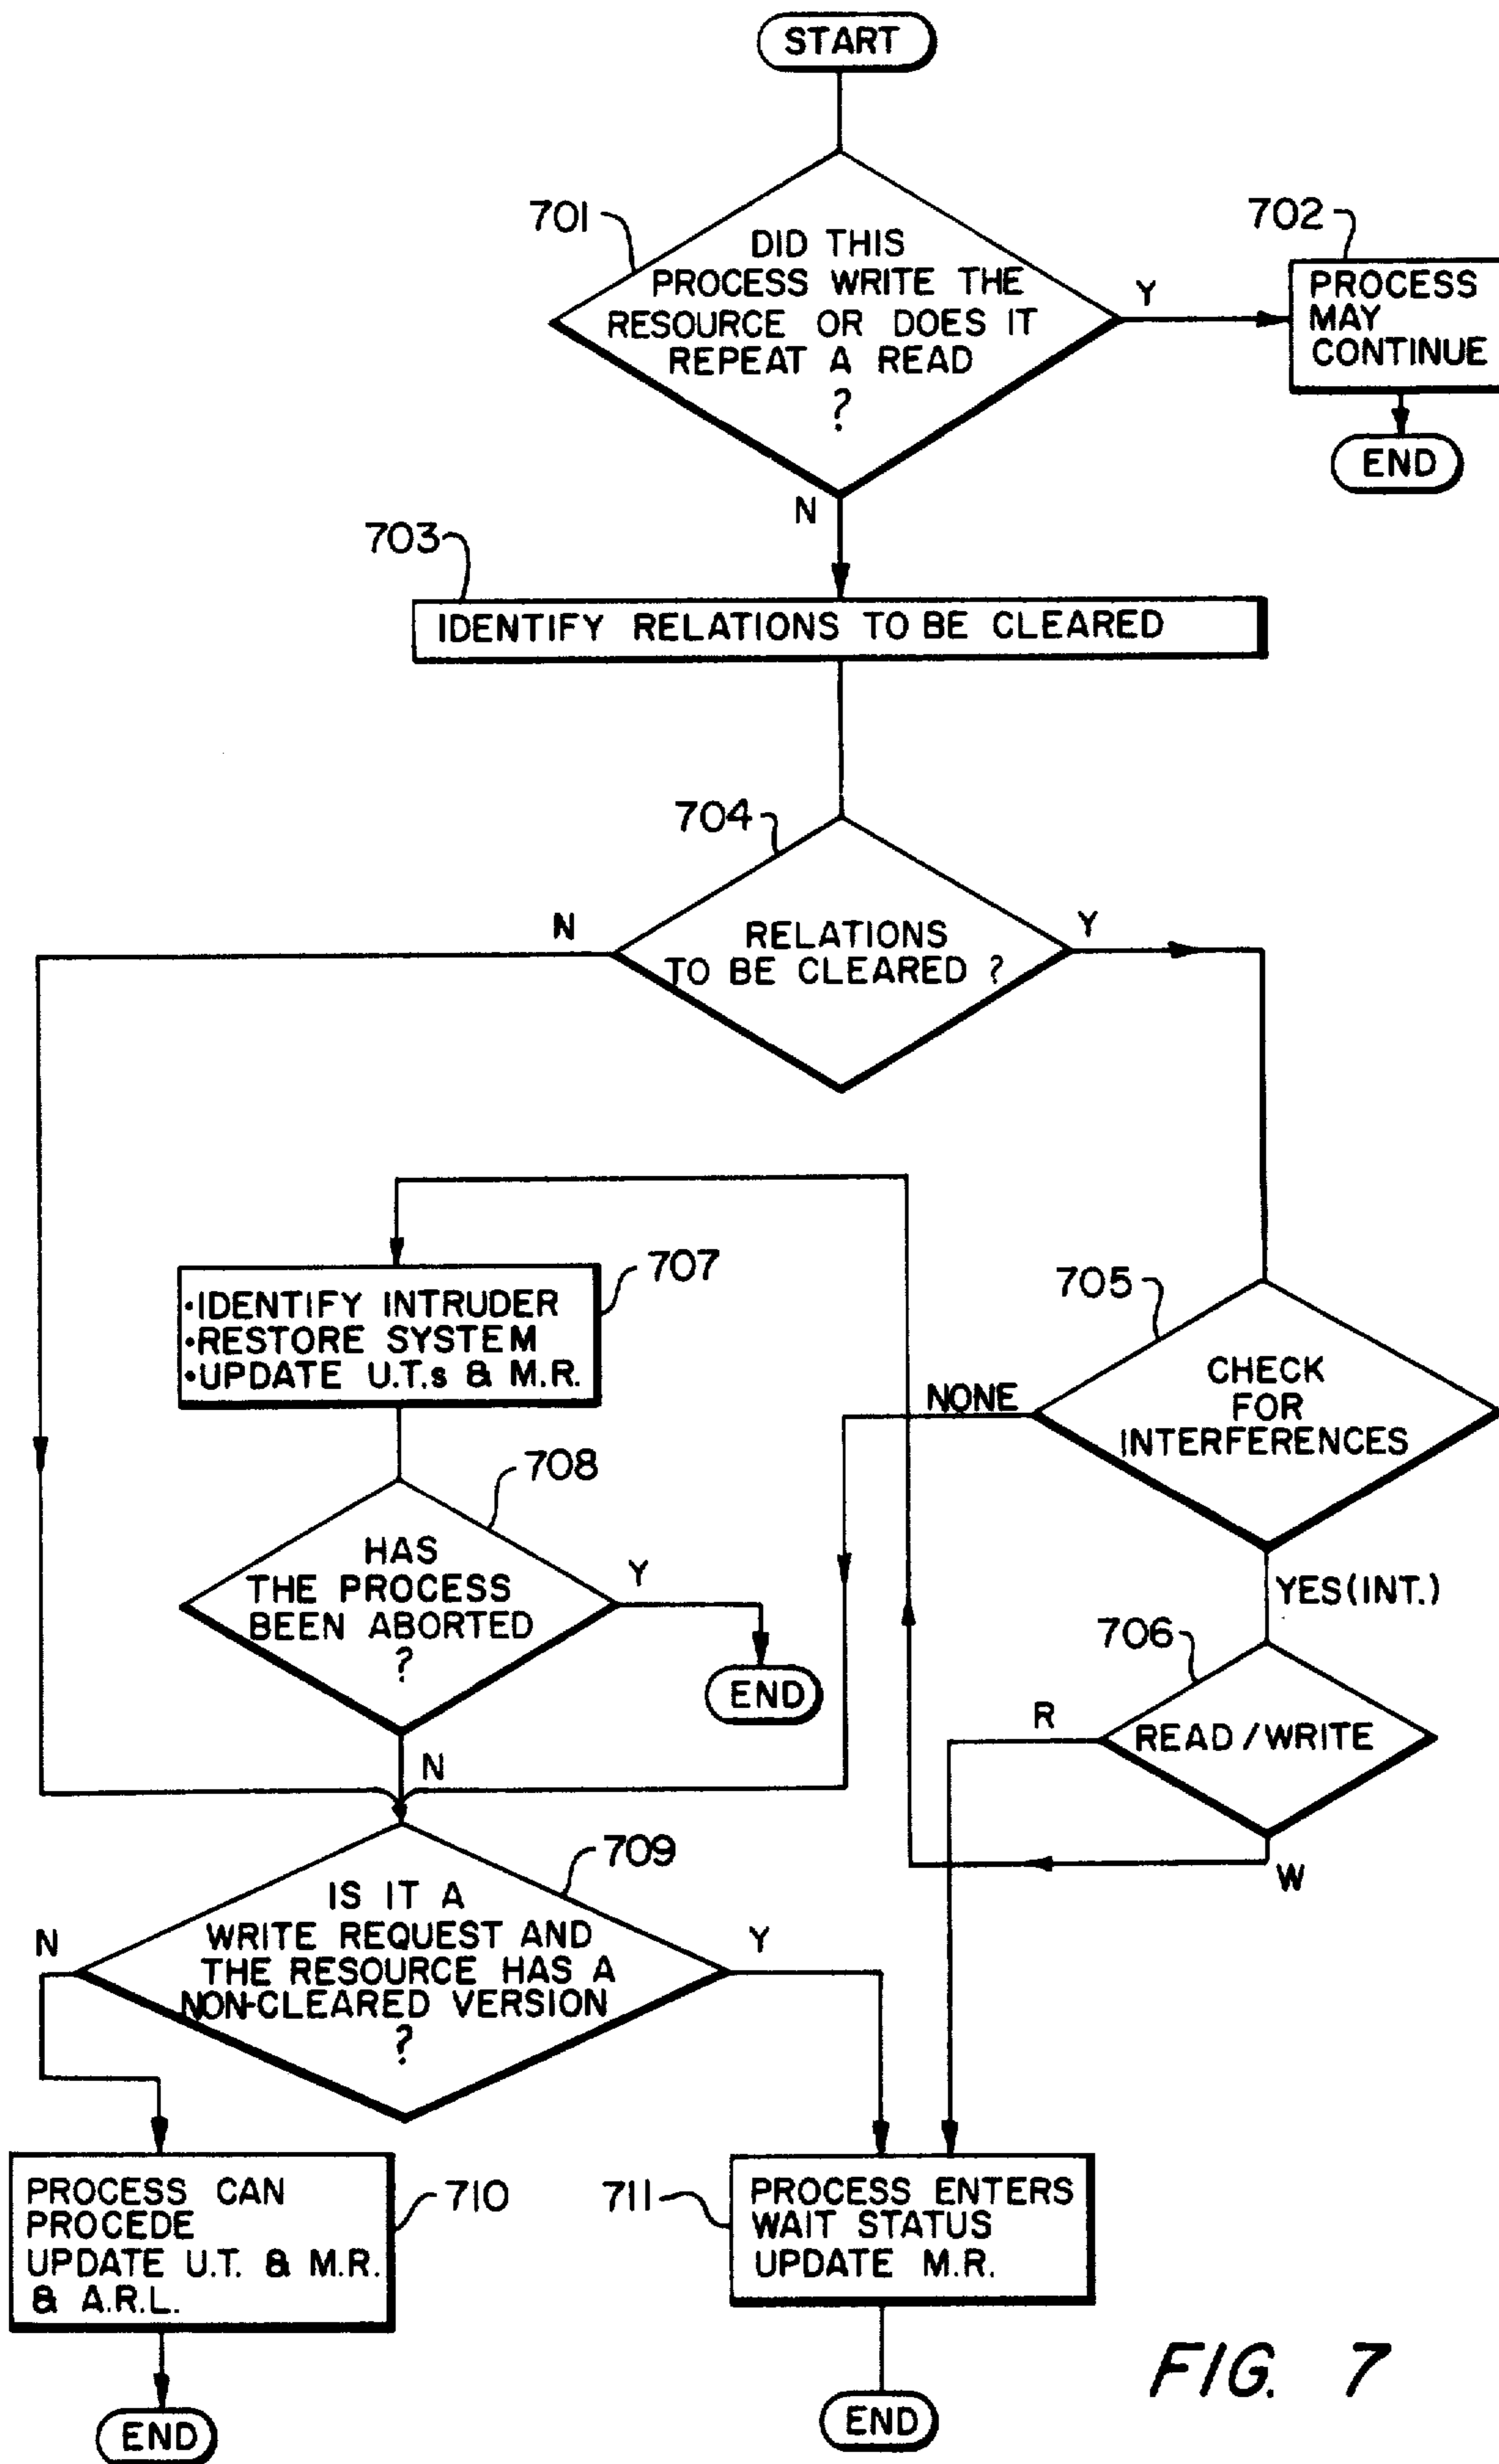 START
701
DID THIS
PROCESS WRITE THE
RESOURCE OR DOES IT
REPEAT A READ
?
Y
702
PROCESS
MAY
CONTINUE
END
N
703
IDENTIFY RELATIONS TO BE CLEARED
704
RELATIONS
TO BE CLEARED ?
N
Y
705
CHECK
FOR
INTERFERENCES
NONE
YES(INT.)
706
READ/WRITE
R
W
707
•IDENTIFY INTRUDER
•RESTORE SYSTEM
•UPDATE U.T.s & M.R.
708
HAS
THE PROCESS
BEEN ABORTED
?
Y
END
N
709
IS IT A
WRITE REQUEST AND
THE RESOURCE HAS A
NON-CLEARED VERSION
?
N
Y
710
PROCESS CAN
PROCEDE
UPDATE U.T. & M.R.
& A.R.L.
END
711
PROCESS ENTERS
WAIT STATUS
UPDATE M.R.
END
FIG. 7